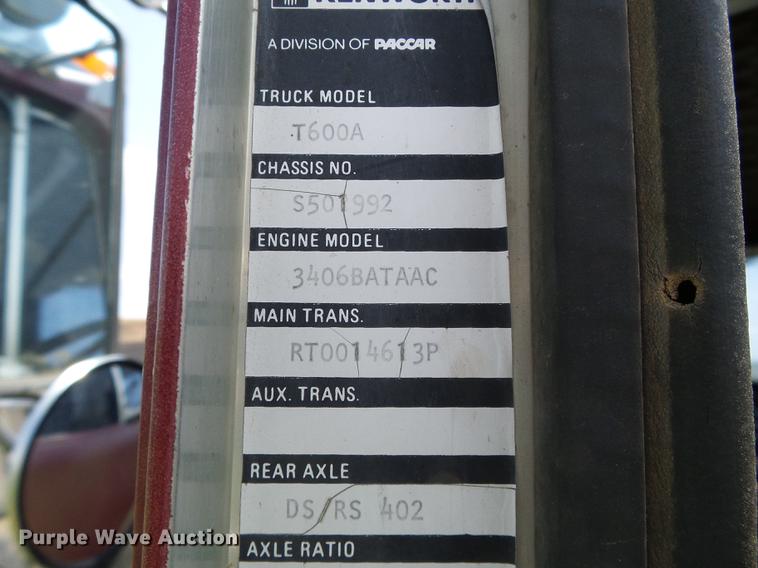 KENWORTH
A DIVISION OF PACCAR
TRUCK MODEL
T600A
CHASSIS NO.
S501992
ENGINE MODEL
3406BATAAC
MAIN TRANS.
RT0014613P
AUX. TRANS.
REAR AXLE
DS/RS 402
AXLE RATIO
Purple Wave Auction